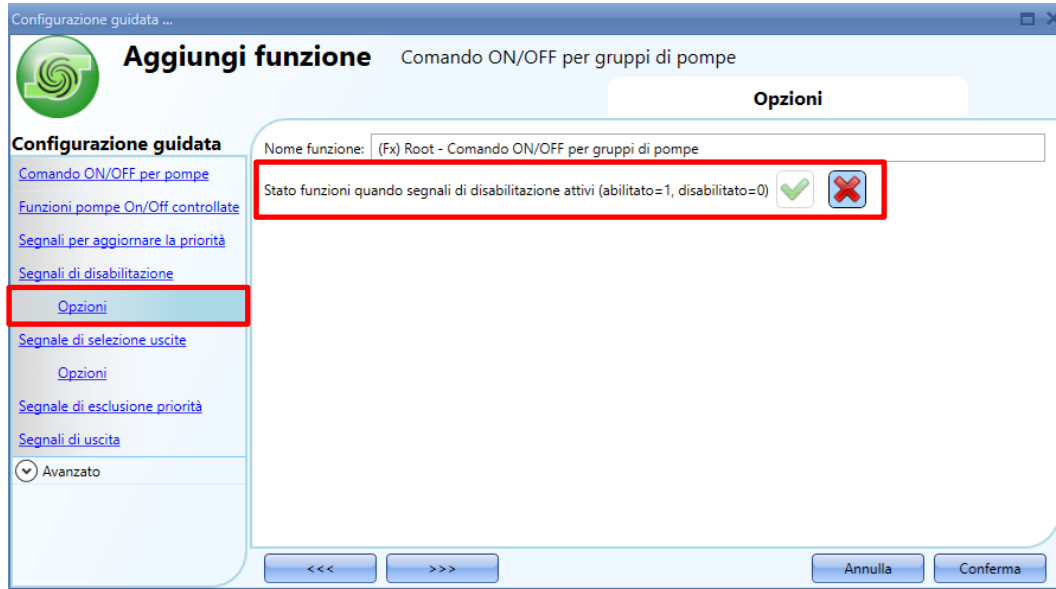 Configurazione guidata ...
Aggiungi funzione
Comando ON/OFF per gruppi di pompe
Opzioni
Configurazione guidata
Comando ON/OFF per pompe
Funzioni pompe On/Off controllate
Segnali per aggiornare la priorità
Segnali di disabilitazione
Opzioni
Segnale di selezione uscite
Opzioni
Segnale di esclusione priorità
Segnali di uscita
Avanzato
Nome funzione: (Fx) Root - Comando ON/OFF per gruppi di pompe
Stato funzioni quando segnali di disabilitazione attivi (abilitato=1, disabilitato=0)
<<< >>> Annulla Conferma